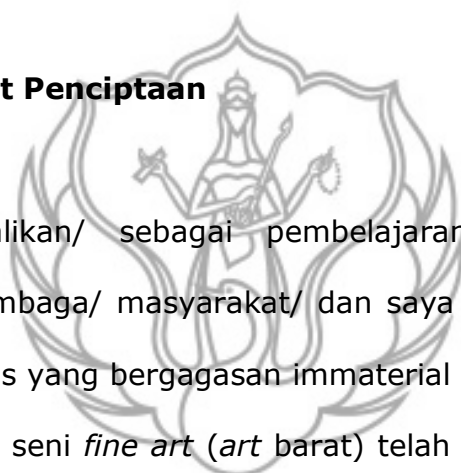 t Penciptaan
alikan/ sebagai pembelajaran
mbaga/ masyarakat/ dan saya
s yang bergagasan immaterial
seni fine art (art barat) telah